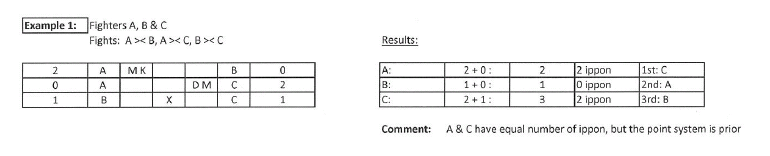 Example 1: Fighters A, B & C
Fights: A >< B, A >< C, B >< C
2 A M K B 0
0 A D M C 2
1 B X C 1
Results:
A: 2 + 0 : 2 2 ippon 1st: C
B: 1 + 0 : 1 0 ippon 2nd: A
C: 2 + 1 : 3 2 ippon 3rd: B
Comment: A & C have equal number of ippon, but the point system is prior